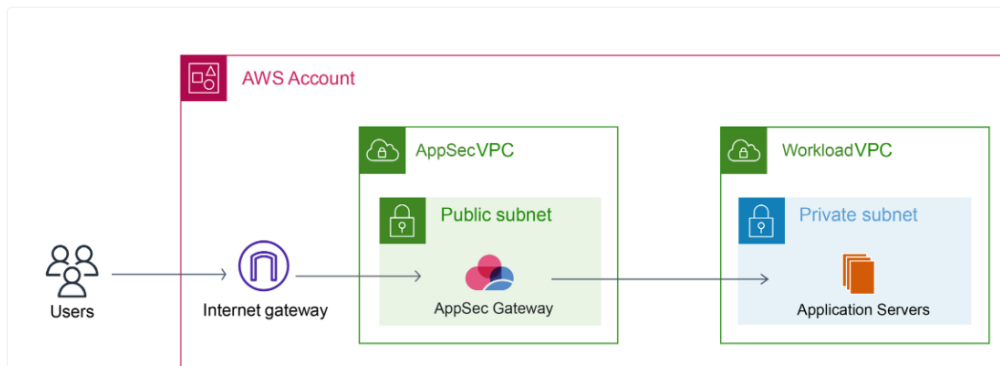 AWS Account
AppSecVPC
WorkloadVPC
Public subnet
Private subnet
Users
Internet gateway
AppSec Gateway
Application Servers